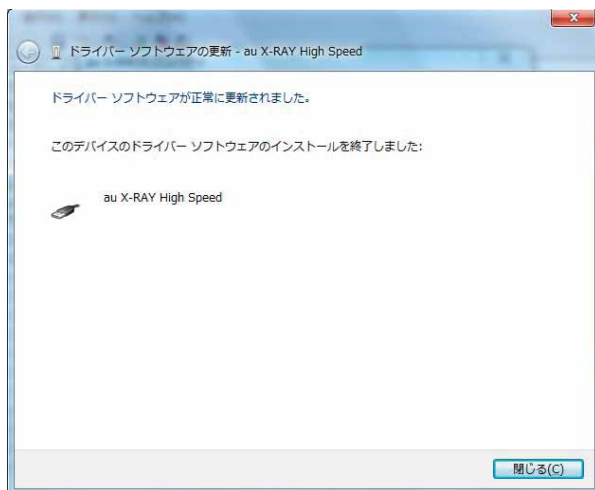 ドライバー ソフトウェアの更新 - au X-RAY High Speed
ドライバー ソフトウェアが正常に更新されました。
このデバイスのドライバー ソフトウェアのインストールを終了しました:
au X-RAY High Speed
閉じる(C)